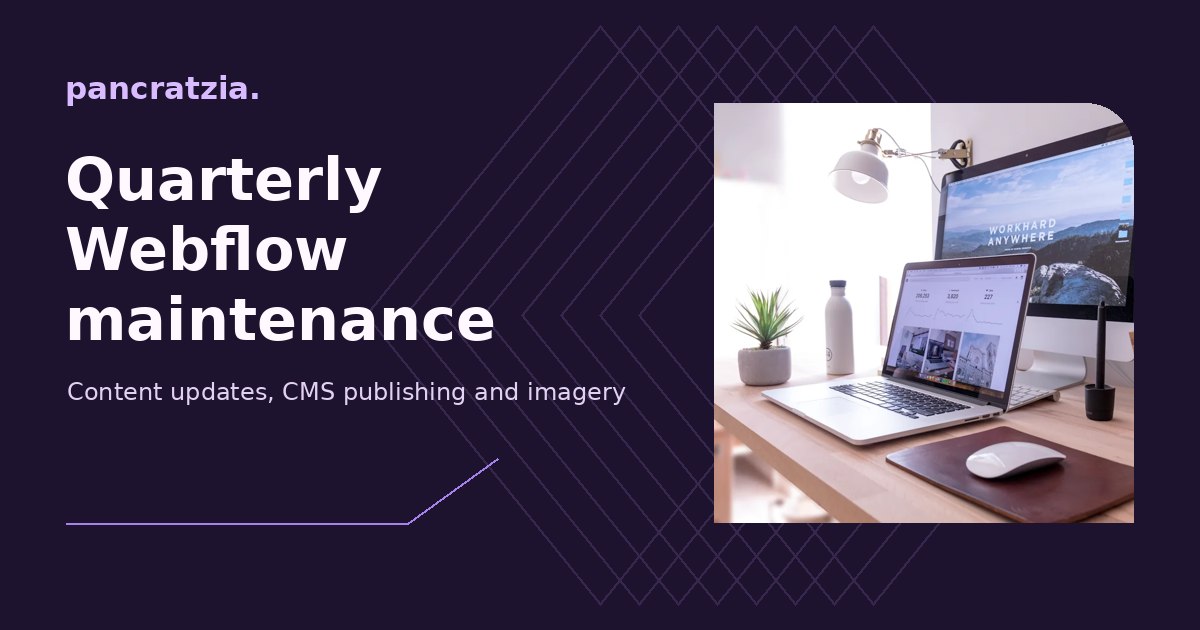 pancratzia.
Quarterly
Webflow
maintenance
Content updates, CMS publishing and imagery
WORKHARD
ANYWHERE